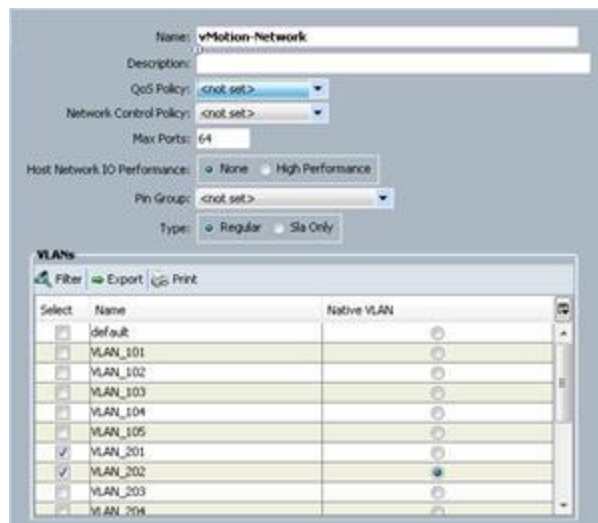 Name: vMotion-Network
Description:
QoS Policy: <not set>
Network Control Policy: <not set>
Max Ports: 64
Host Network IO Performance: None High Performance
Pin Group: <not set>
Type: Regular Sla Only
VLANs
Filter Export Print
Select Name Native VLAN
default
VLAN_101
VLAN_102
VLAN_103
VLAN_104
VLAN_105
VLAN_201
VLAN_202
VLAN_203
VLAN_204